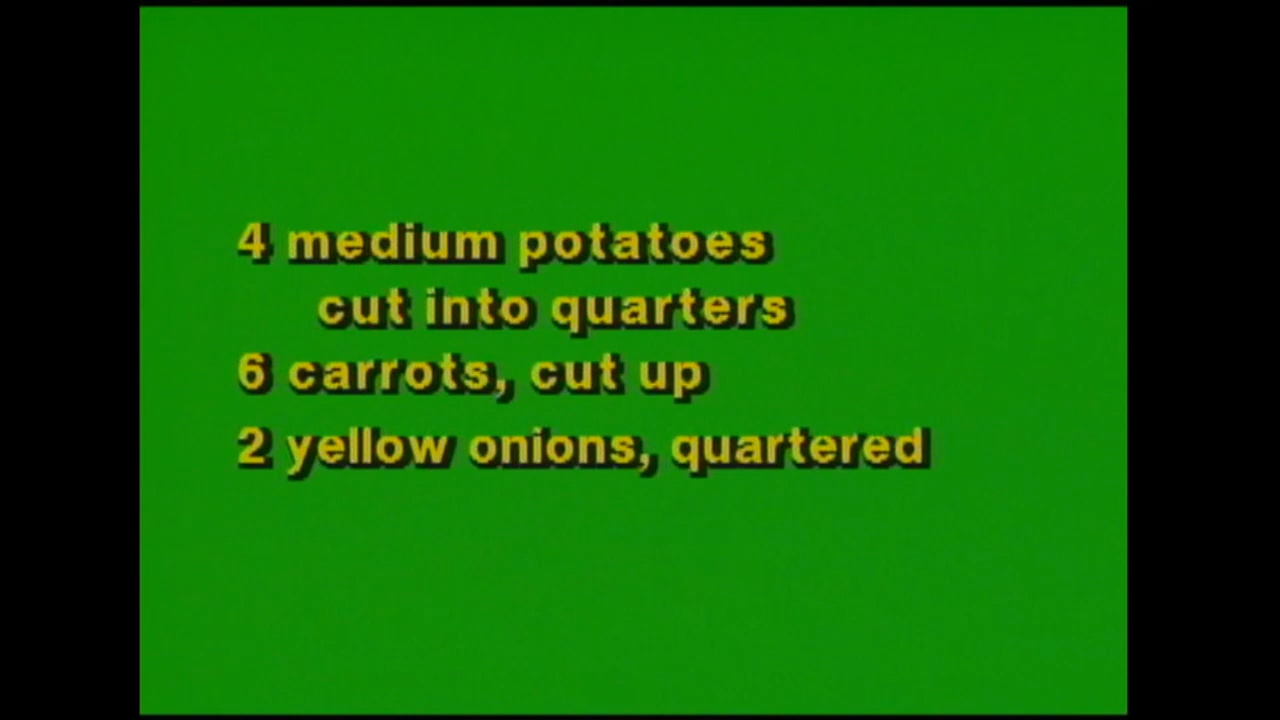 4 medium potatoes
cut into quarters
6 carrots, cut up
2 yellow onions, quartered